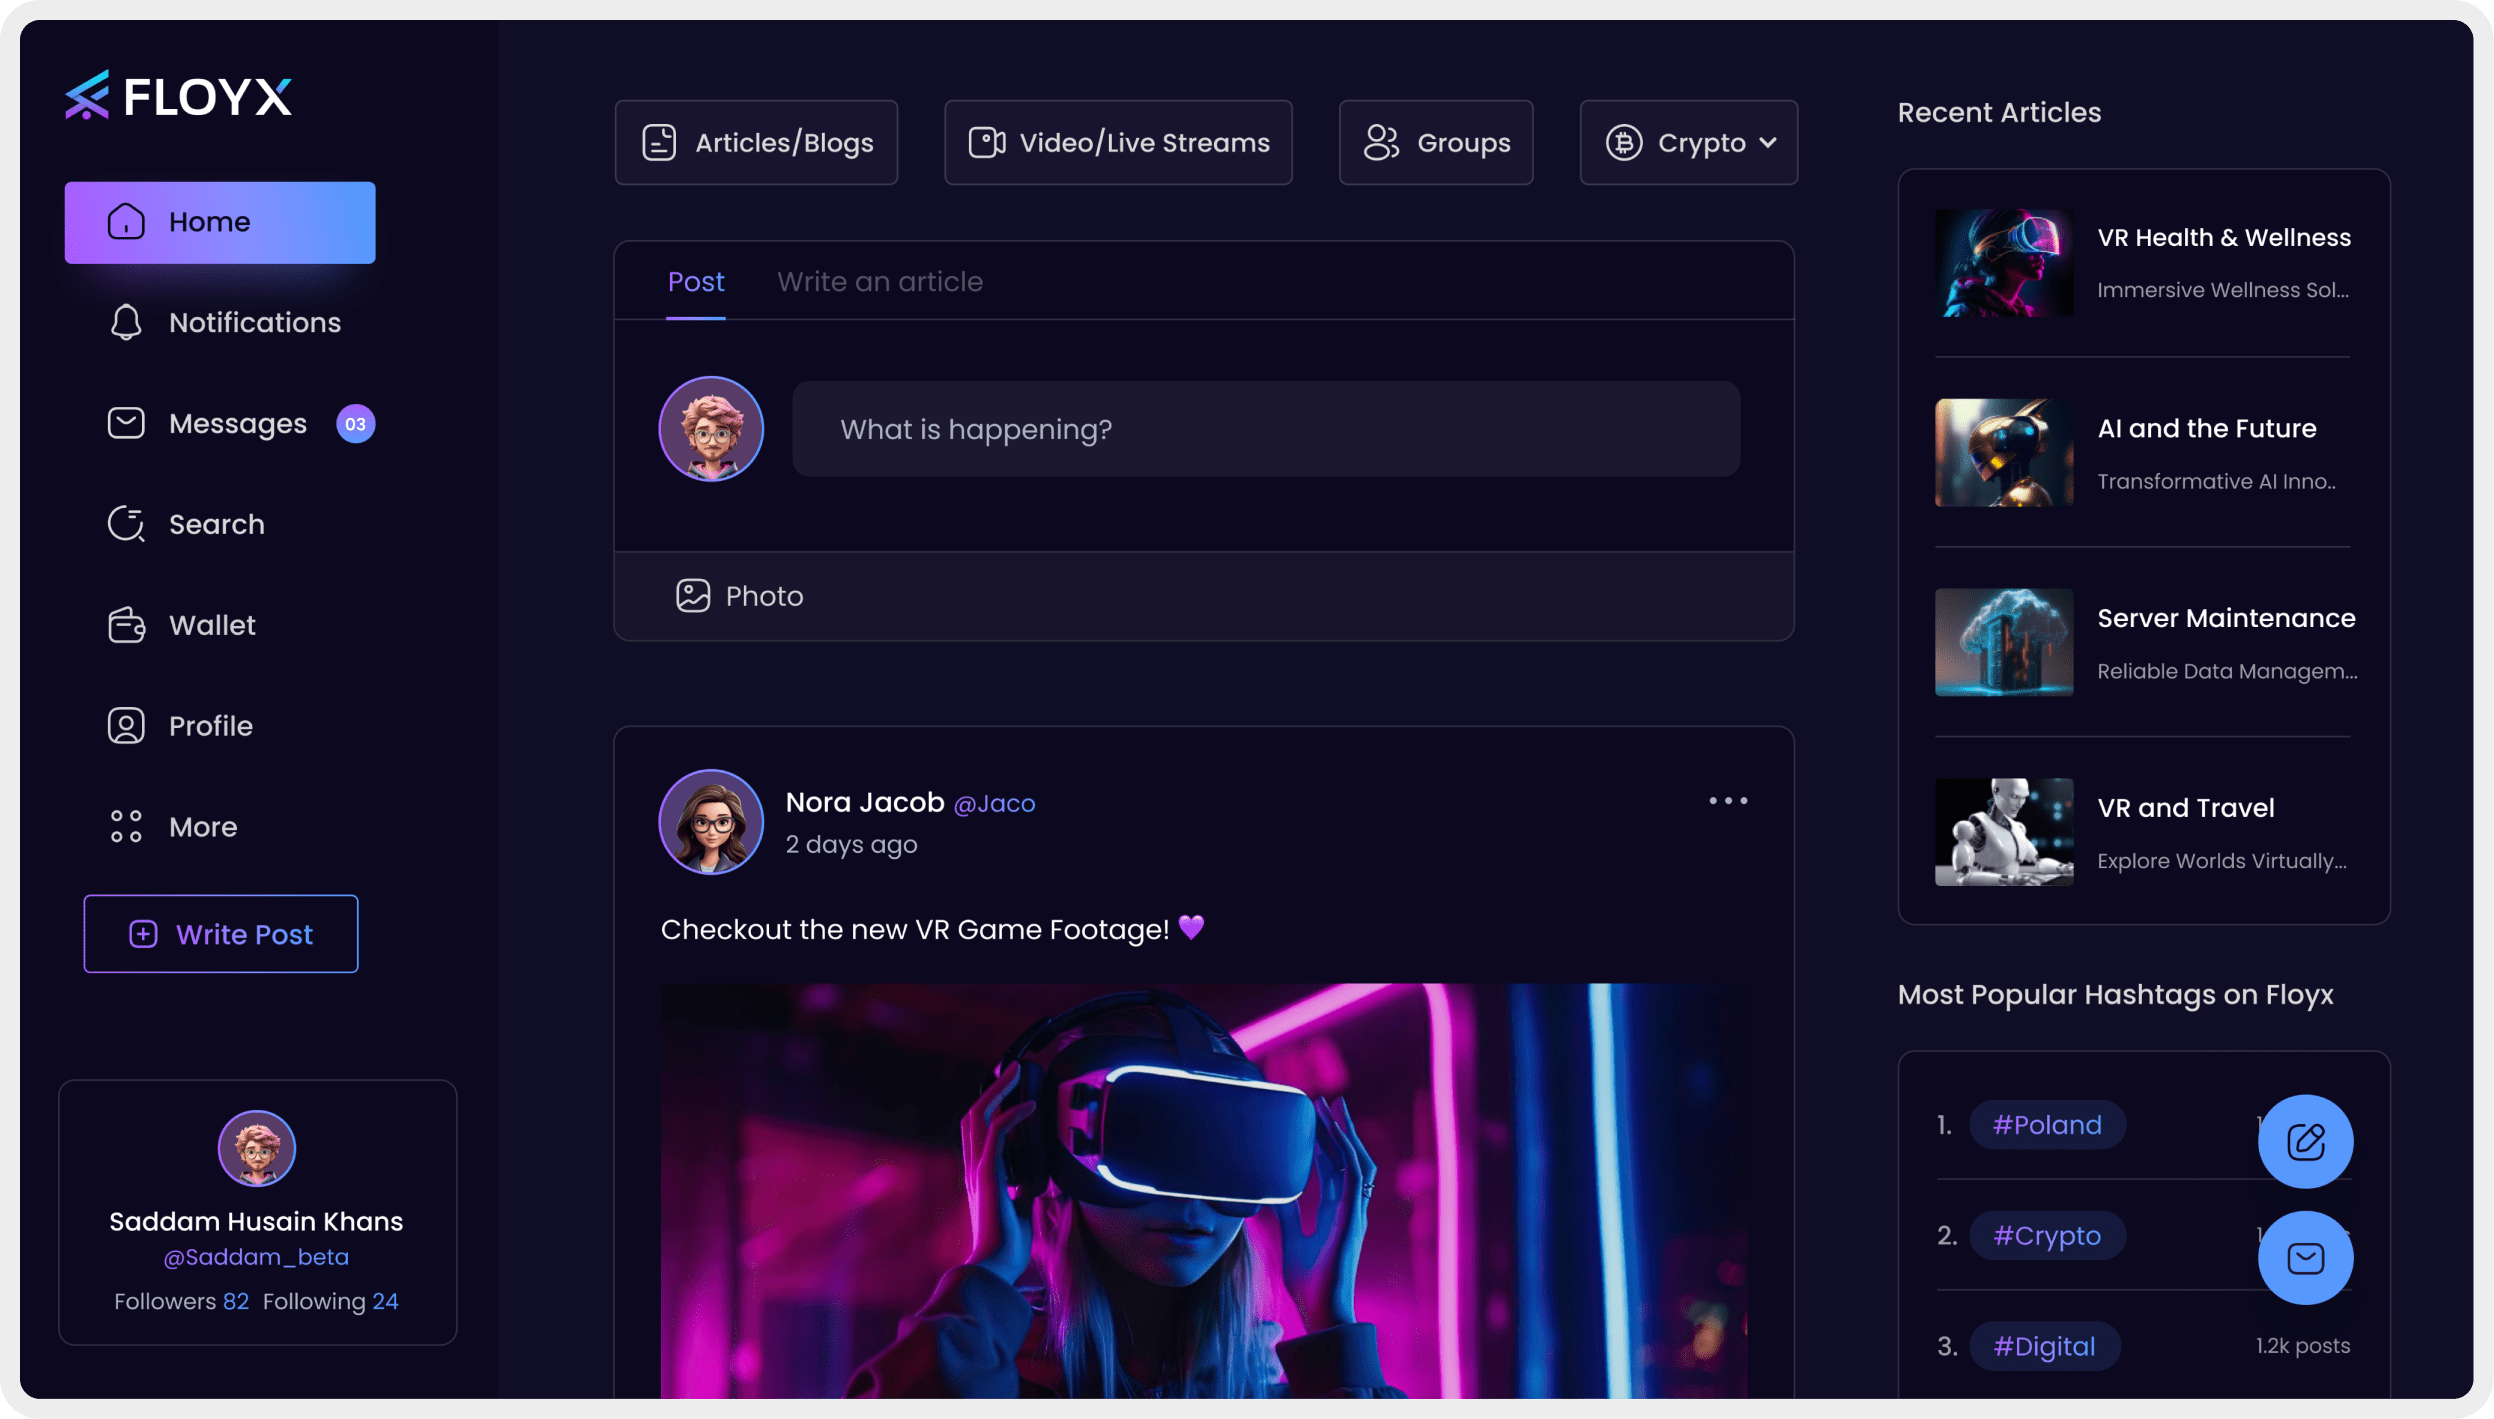 FLOYX
Home
Notifications
Messages 03
Search
Wallet
Profile
More
Write Post
Saddam Husain Khans
@Saddam_beta
Followers 82 Following 24
Articles/Blogs
Video/Live Streams
Groups
Crypto
Post Write an article
What is happening?
Photo
Nora Jacob @Jaco
2 days ago
Checkout the new VR Game Footage! 💜
Recent Articles
VR Health & Wellness
Immersive Wellness Sol...
AI and the Future
Transformative AI Inno..
Server Maintenance
Reliable Data Managem...
VR and Travel
Explore Worlds Virtually...
Most Popular Hashtags on Floyx
1. #Poland
2. #Crypto
3. #Digital 1.2k posts